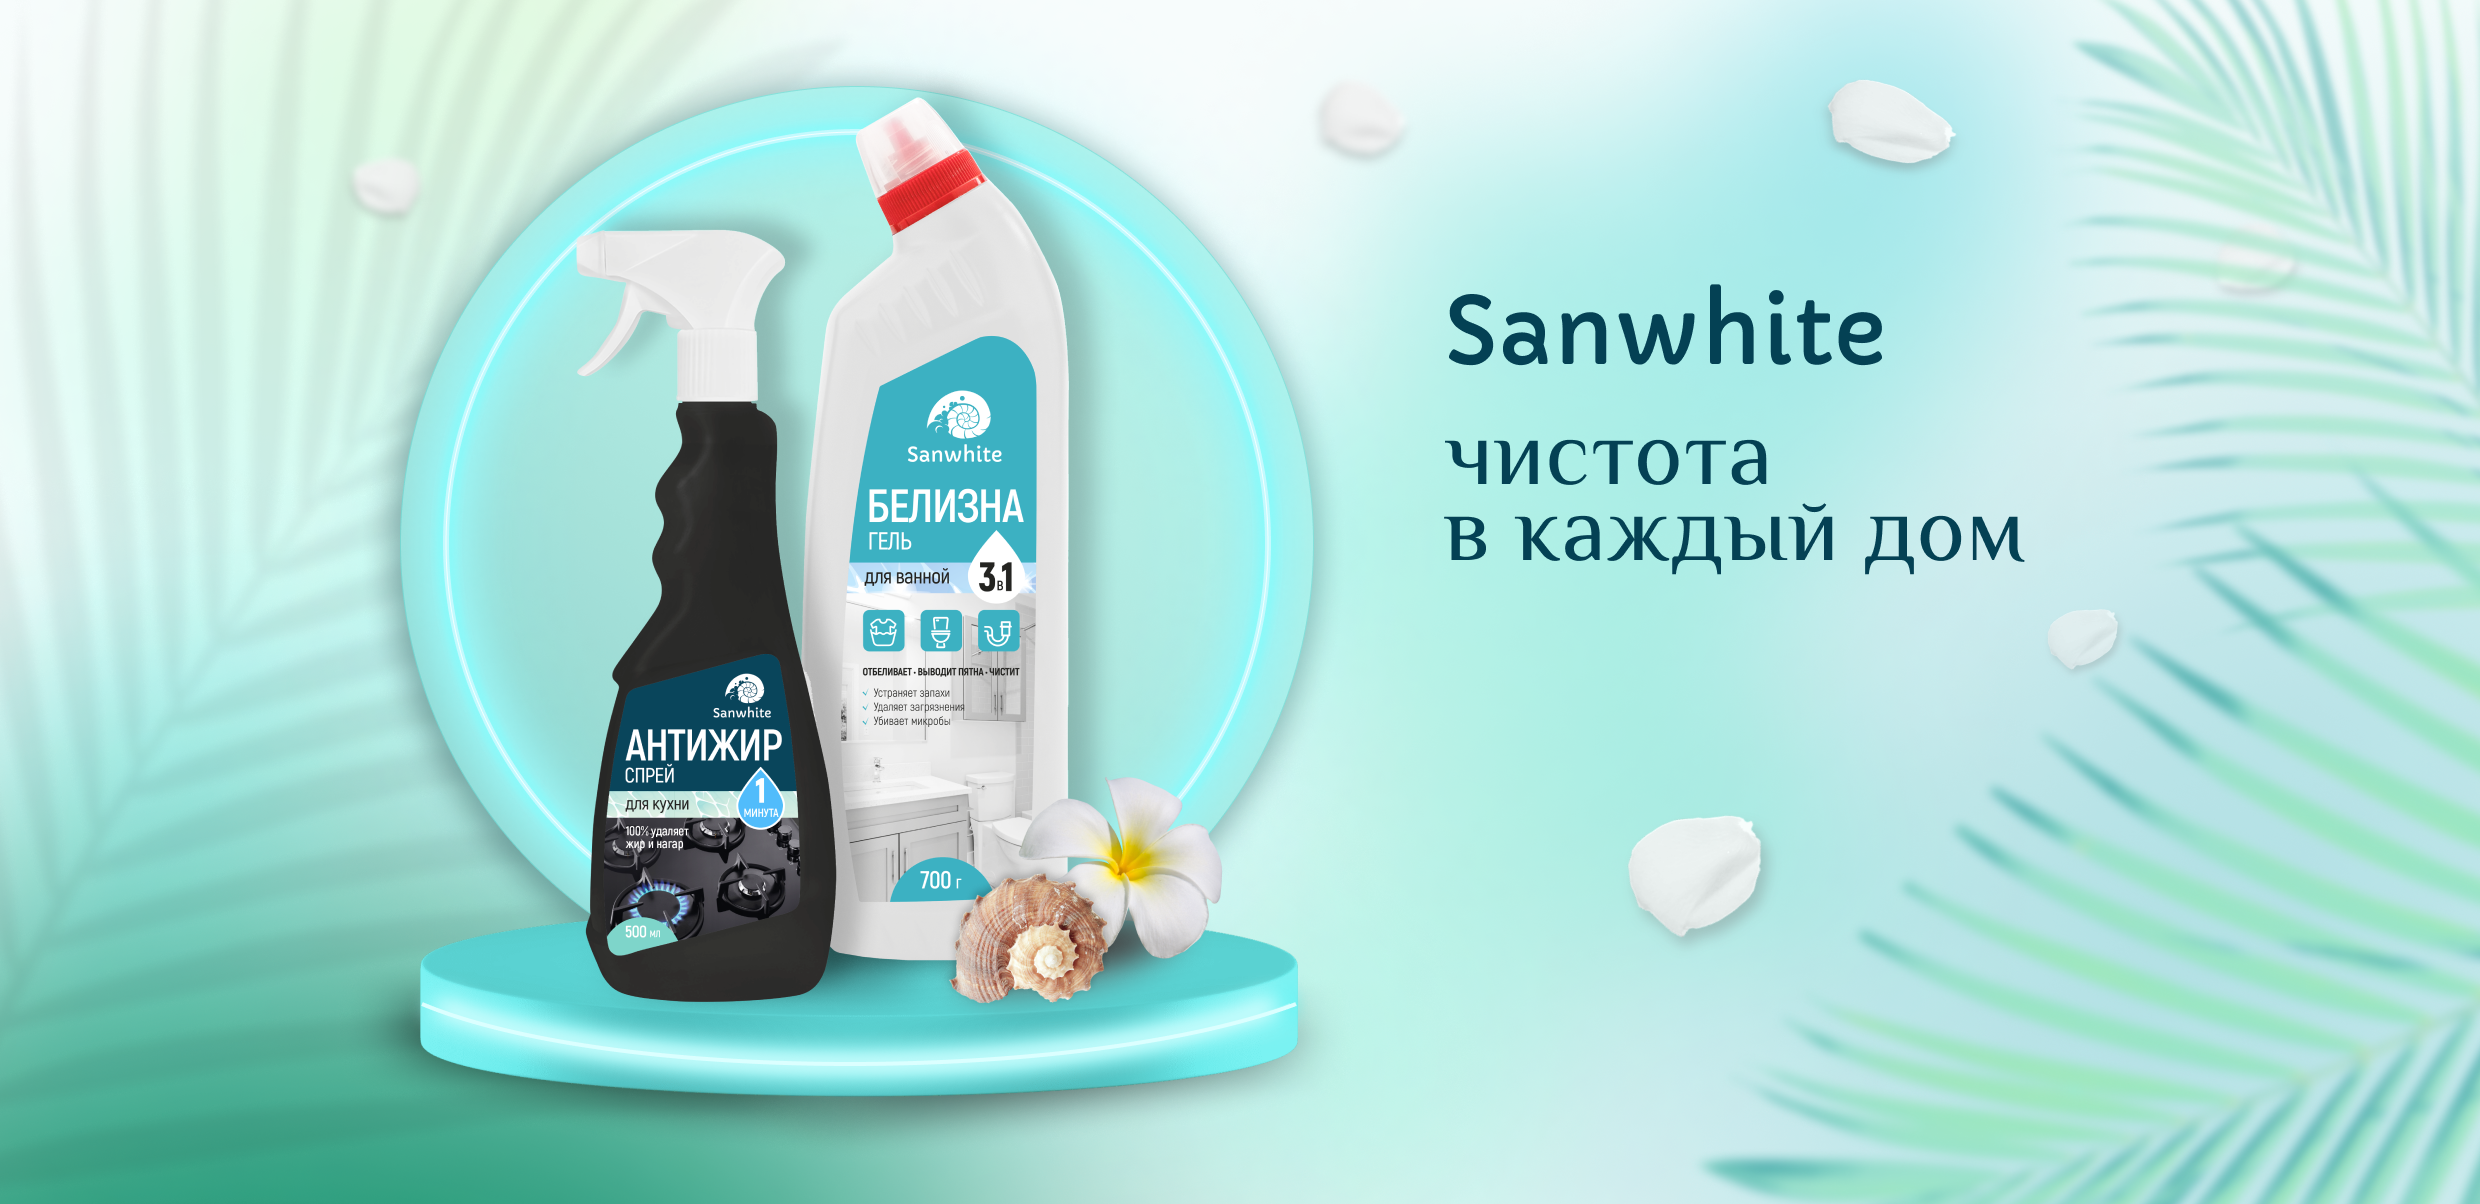 Sanwhite
чистота
в каждый дом
Sanwhite
БЕЛИЗНА
ГЕЛЬ
для ванной
3в1
ОТБЕЛИВАЕТ · ВЫВОДИТ ПЯТНА · ЧИСТИТ
Устраняет запахи
Удаляет загрязнения
Убивает микробы
700 г
Sanwhite
АНТИЖИР
СПРЕЙ
для кухни
1
МИНУТА
100% удаляет
жир и нагар
500 мл